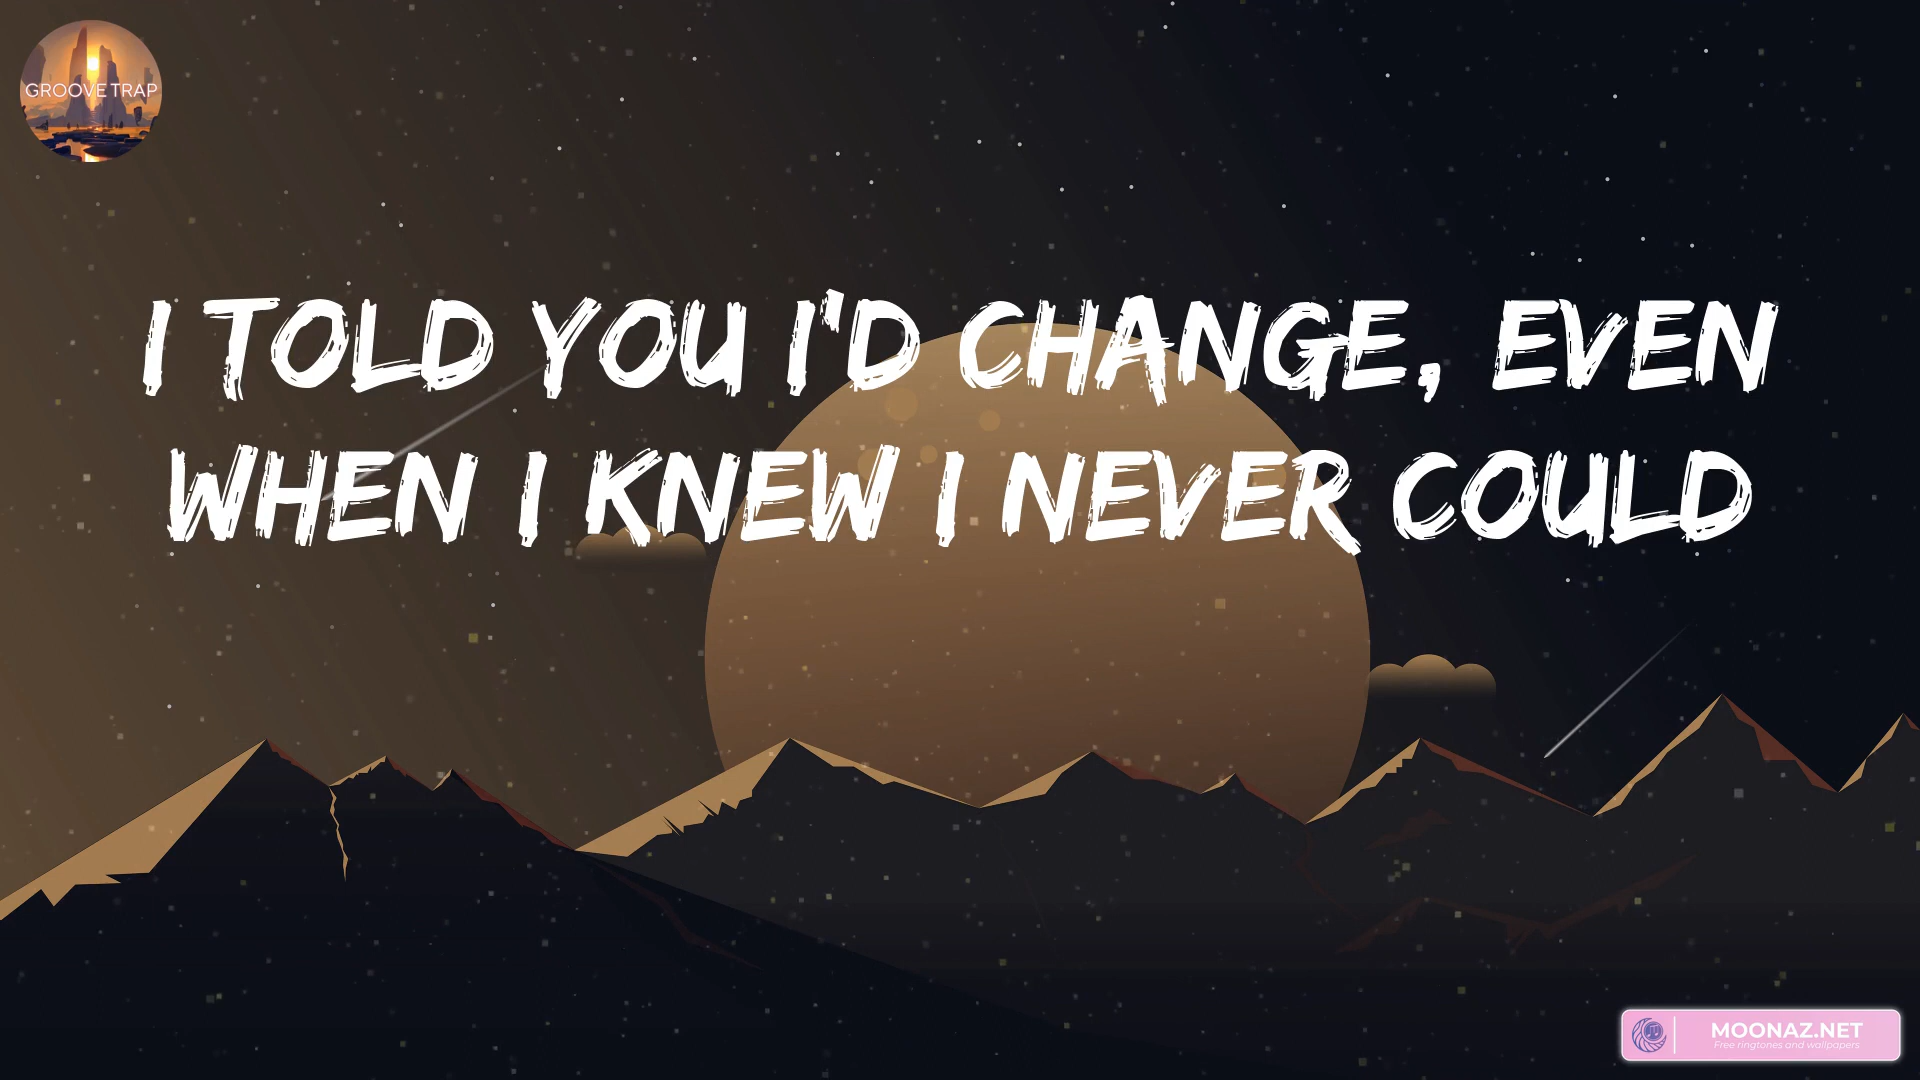 GROOVE TRAP
I TOLD YOU I'D CHANGE, EVEN
WHEN I KNEW I NEVER COULD
MOONAZ.NET
Free ringtones and wallpapers